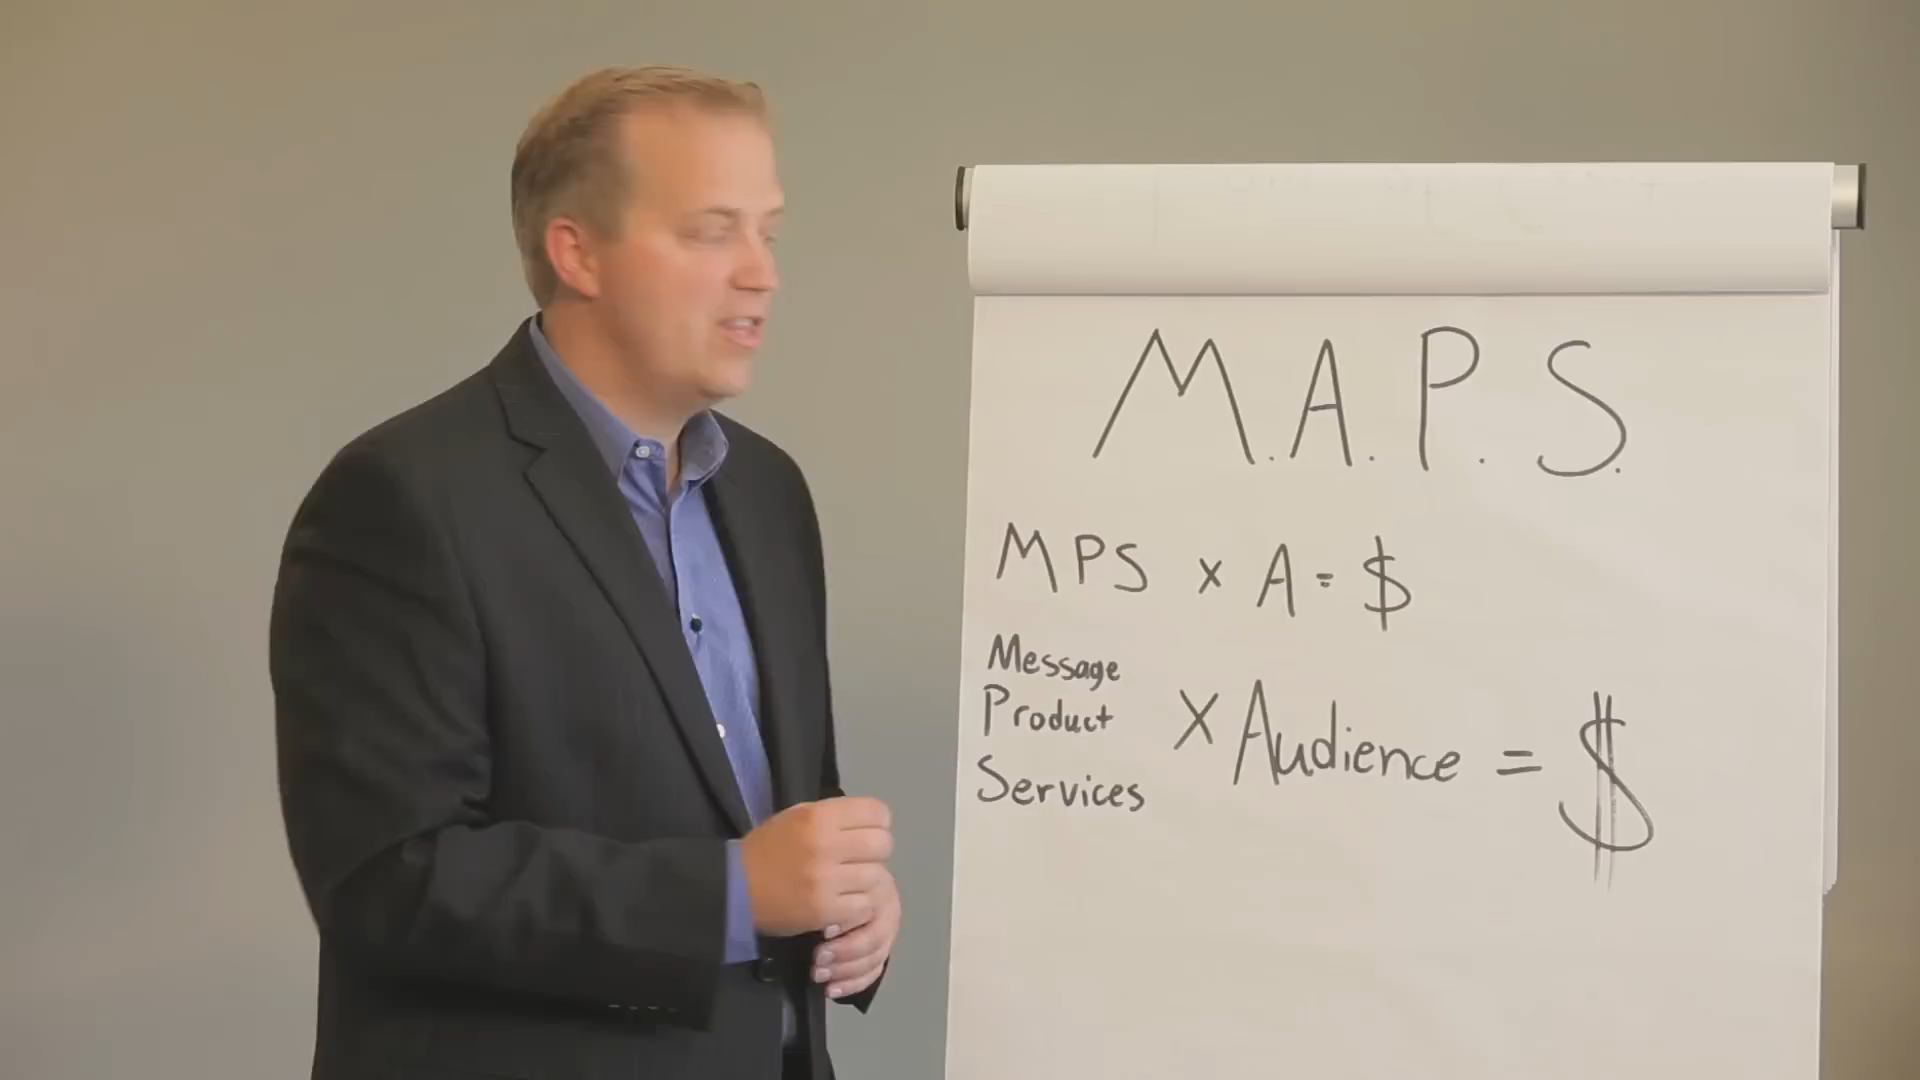 M.A.P.S.
MPS x A = $
Message
Product
Services
X Audience = $